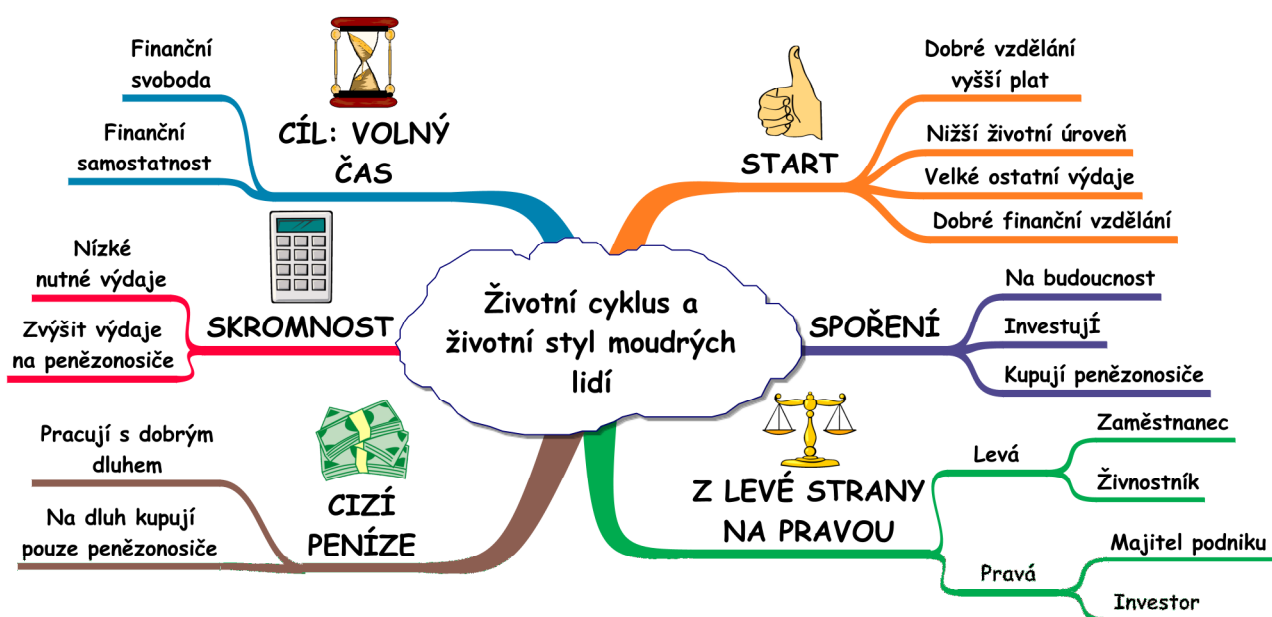 Životní cyklus a
životní styl moudrých
lidí
START
Dobré vzdělání
vyšší plat
Nižší životní úroveň
Velké ostatní výdaje
Dobré finanční vzdělání
SPOŘENÍ
Na budoucnost
InvestujÍ
Kupují penězonosiče
Z LEVÉ STRANY
NA PRAVOU
Levá
Zaměstnanec
Živnostník
Pravá
Majitel podniku
Investor
CIZÍ
PENÍZE
Pracují s dobrým
dluhem
Na dluh kupují
pouze penězonosiče
SKROMNOST
Nízké
nutné výdaje
Zvýšit výdaje
na penězonosiče
CÍL: VOLNÝ
ČAS
Finanční
svoboda
Finanční
samostatnost